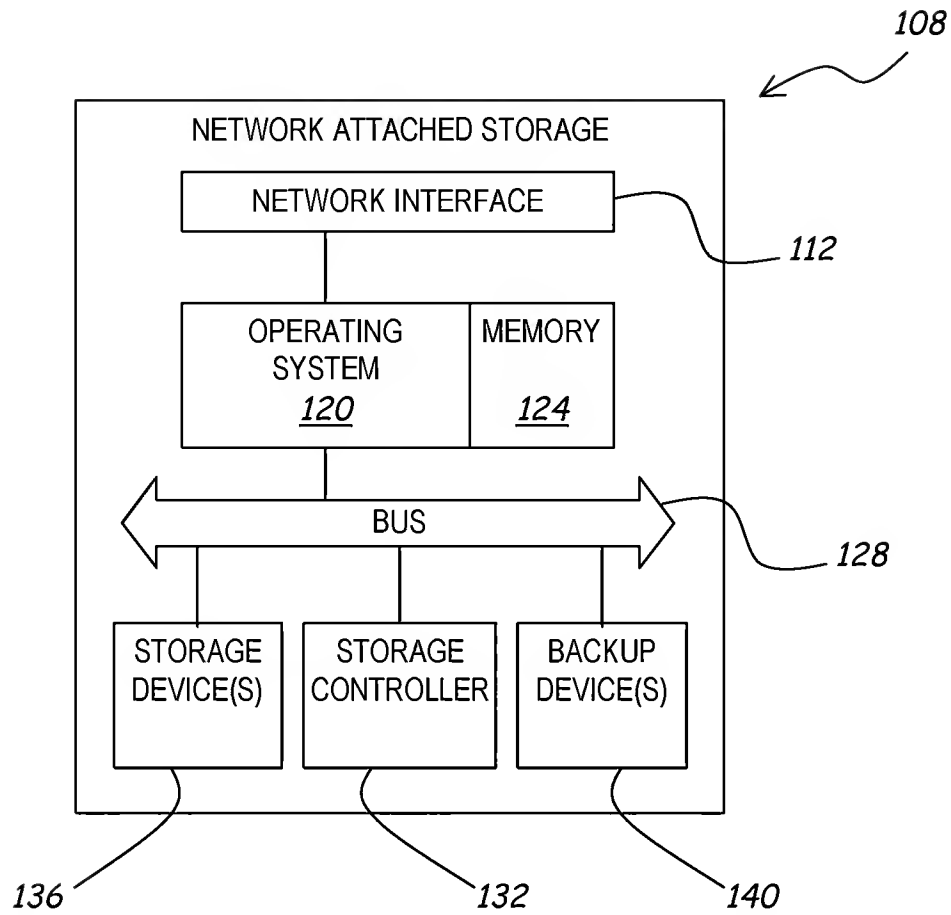 108
NETWORK ATTACHED STORAGE
NETWORK INTERFACE
112
OPERATING
SYSTEM
120
MEMORY
124
BUS
128
STORAGE
DEVICE(S)
STORAGE
CONTROLLER
BACKUP
DEVICE(S)
136
132
140